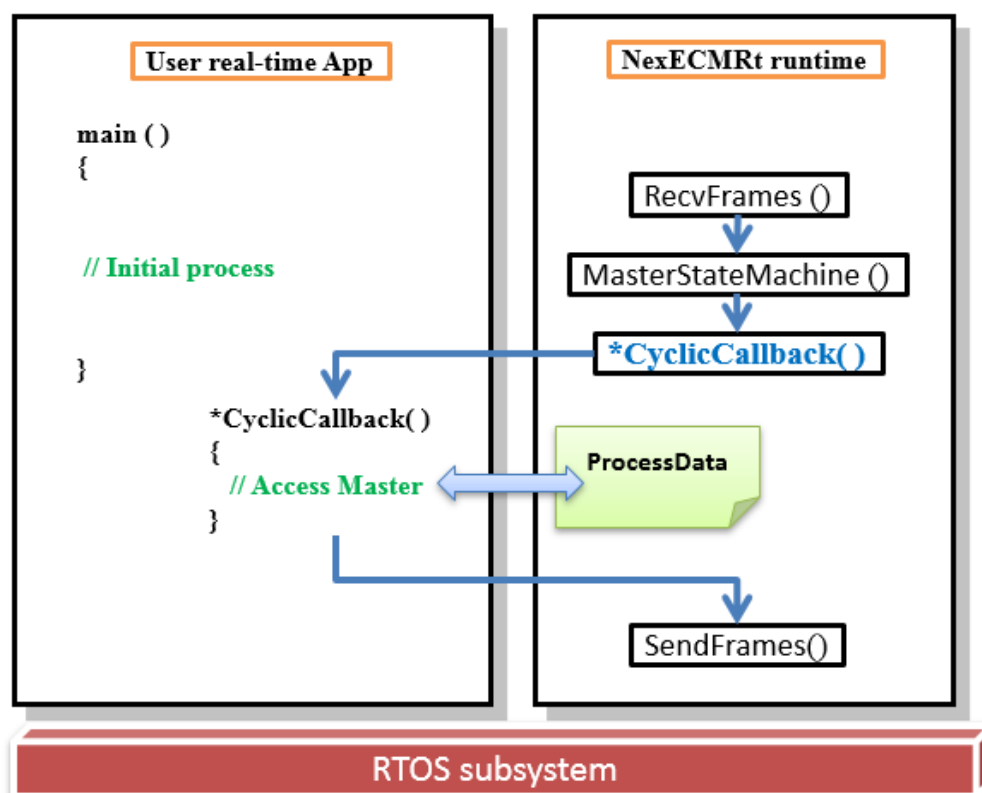 User real-time App
main ( )
{
// Initial process
}
*CyclicCallback( )
{
// Access Master
}
NexECMRt runtime
RecvFrames ()
MasterStateMachine ()
*CyclicCallback( )
ProcessData
SendFrames()
RTOS subsystem